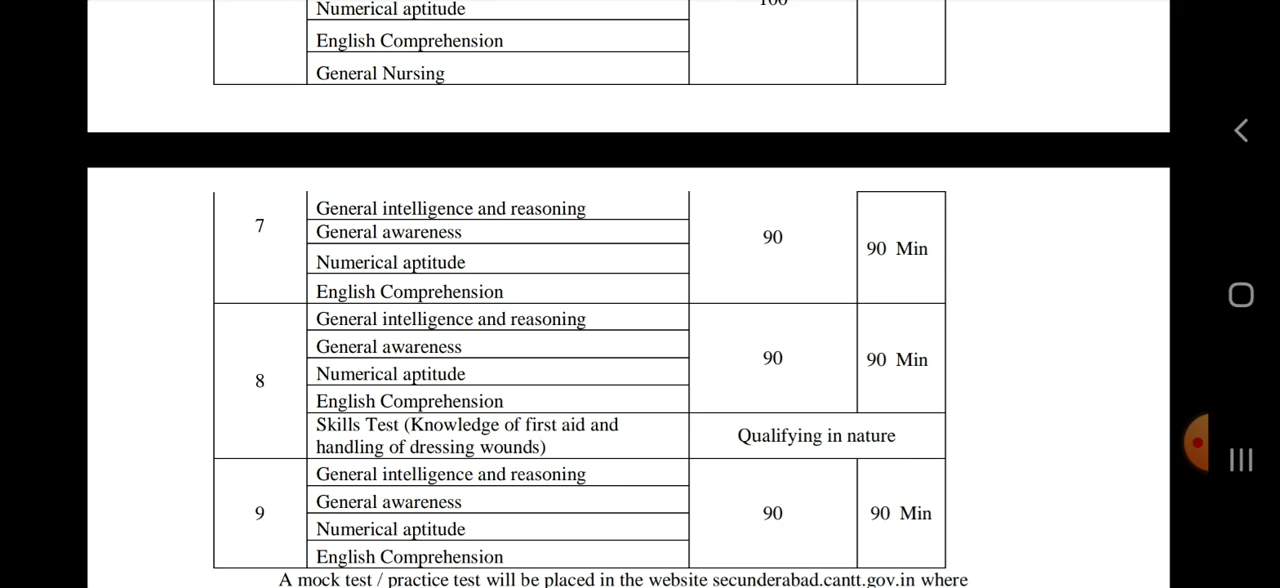 Numerical aptitude
100
English Comprehension
General Nursing
7
General intelligence and reasoning
General awareness
Numerical aptitude
English Comprehension
90
90 Min
8
General intelligence and reasoning
General awareness
Numerical aptitude
English Comprehension
90
90 Min
Skills Test (Knowledge of first aid and
handling of dressing wounds)
Qualifying in nature
9
General intelligence and reasoning
General awareness
Numerical aptitude
English Comprehension
90
90 Min
A mock test / practice test will be placed in the website secunderabad.cantt.gov.in where